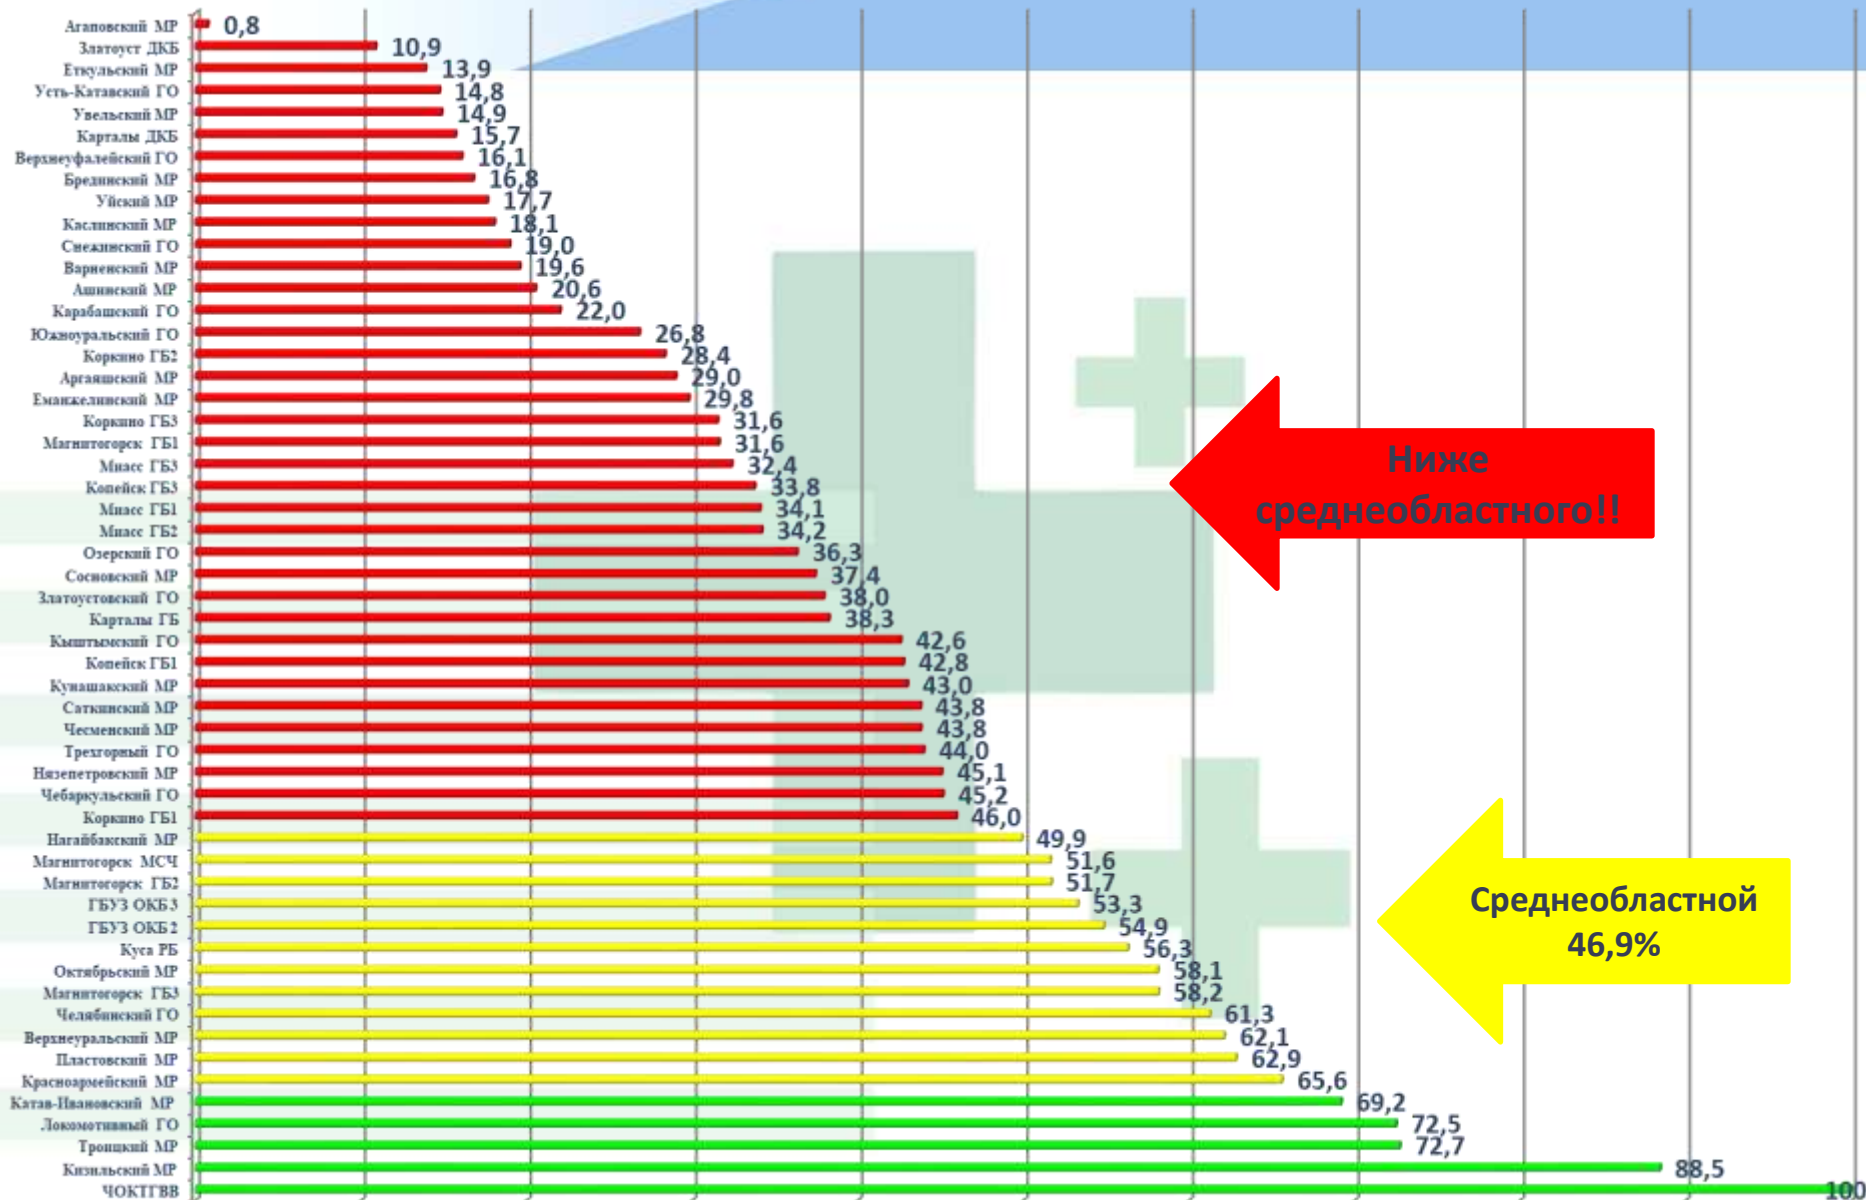 Агаповский МР 0,8
Златоуст ДКБ 10,9
Еткульский МР 13,9
Усть-Катавский ГО 14,8
Увельский МР 14,9
Карталы ДКБ 15,7
Верхнеуфалейский ГО 16,1
Брединский МР 16,8
Уйский МР 17,7
Каслинский МР 18,1
Снежинский ГО 19,0
Варненский МР 19,6
Ашинский МР 20,6
Карабашский ГО 22,0
Южноуральский ГО 26,8
Коркино ГБ2 28,4
Аргаяшский МР 29,0
Еманжелинский МР 29,8
Коркино ГБ3 31,6
Магнитогорск ГБ1 31,6
Миасс ГБ3 32,4
Копейск ГБ3 33,8
Миасс ГБ1 34,1
Миасс ГБ2 34,2
Озерский ГО 36,3
Сосновский МР 37,4
Златоустовский ГО 38,0
Карталы ГБ 38,3
Кыштымский ГО 42,6
Копейск ГБ1 42,8
Кунашакский МР 43,0
Саткинский МР 43,8
Чесменский МР 43,8
Трехгорный ГО 44,0
Нязепетровский МР 45,1
Чебаркульский ГО 45,2
Коркино ГБ1 46,0
Нагайбакский МР 49,9
Магнитогорск МСЧ 51,6
Магнитогорск ГБ2 51,7
ГБУЗ ОКБ3 53,3
ГБУЗ ОКБ2 54,9
Куса РБ 56,3
Октябрьский МР 58,1
Магнитогорск ГБ3 58,2
Челябинский ГО 61,3
Верхнеуральский МР 62,1
Пластовский МР 62,9
Красноармейский МР 65,6
Катав-Ивановский МР 69,2
Локомотивный ГО 72,5
Троицкий МР 72,7
Кизильский МР 88,5
ЧОКТГВВ 100
Ниже
среднеобластного!!
Среднеобластной
46,9%